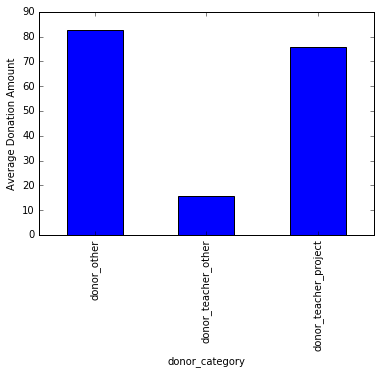 90
80
70
60
50
40
30
20
10
0
Average Donation Amount
donor_other
donor_teacher_other
donor_teacher_project
donor_category